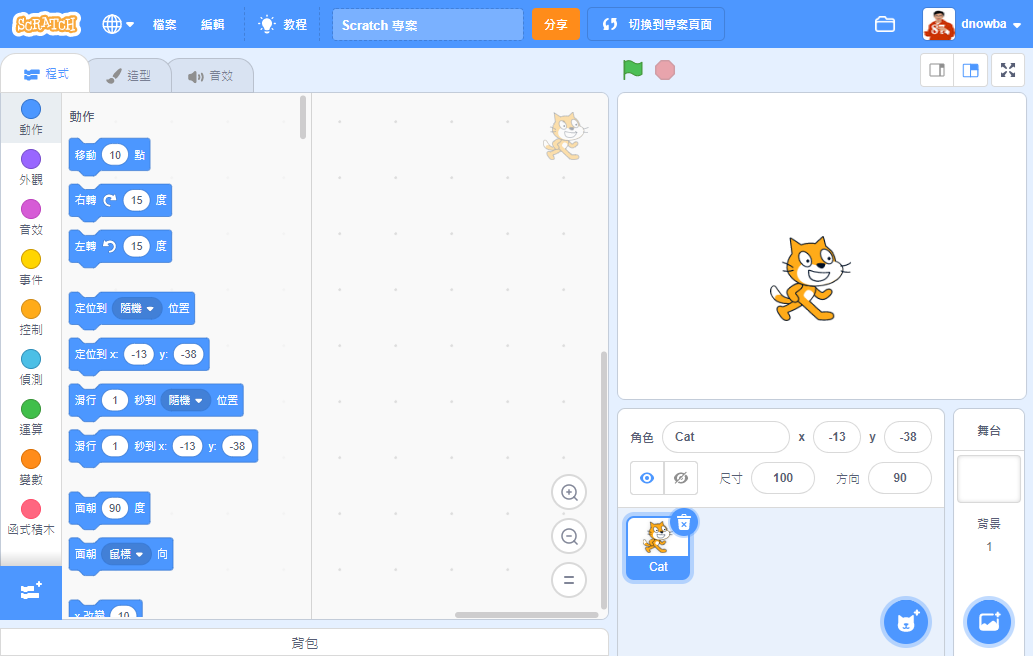 SCRATCH
檔案
編輯
教程
Scratch 專案
分享
切換到專案頁面
dnowba
程式
造型
音效
動作
外觀
音效
事件
控制
偵測
運算
變數
函式積木
動作
移動 10 點
右轉 15 度
左轉 15 度
定位到 隨機 位置
定位到 x: -13 y: -38
滑行 1 秒到 隨機 位置
滑行 1 秒到 x: -13 y: -38
面朝 90 度
面朝 鼠標 向
x 改變 10
背包
角色 Cat x -13 y -38
尺寸 100 方向 90
Cat
舞台
背景
1